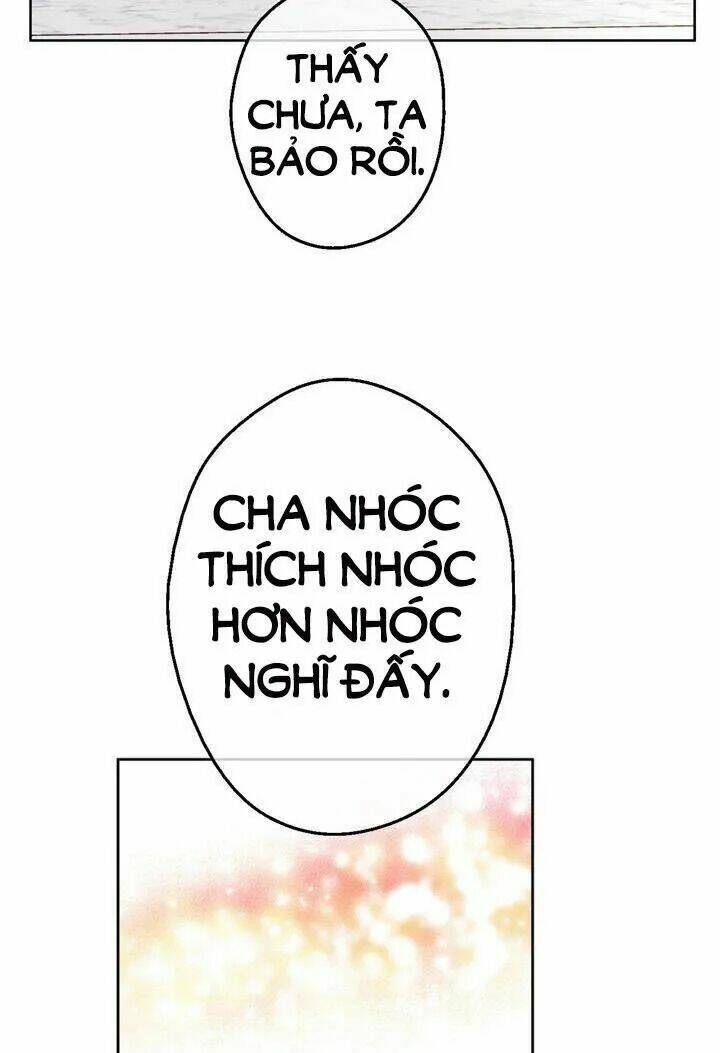 THẤY
CHƯA, TA
BẢO RỒI.
CHA NHÓC
THÍCH NHÓC
HƠN NHÓC
NGHĨ ĐẤY.